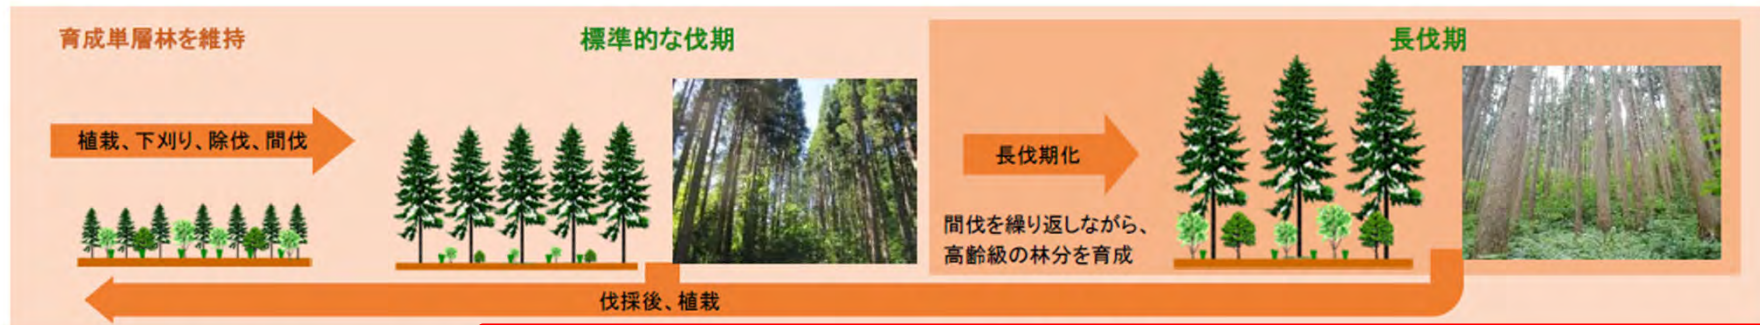 育成単層林を維持
標準的な伐期
長伐期
植栽、下刈り、除伐、間伐
長伐期化
間伐を繰り返しながら、
高齢級の林分を育成
伐採後、植栽